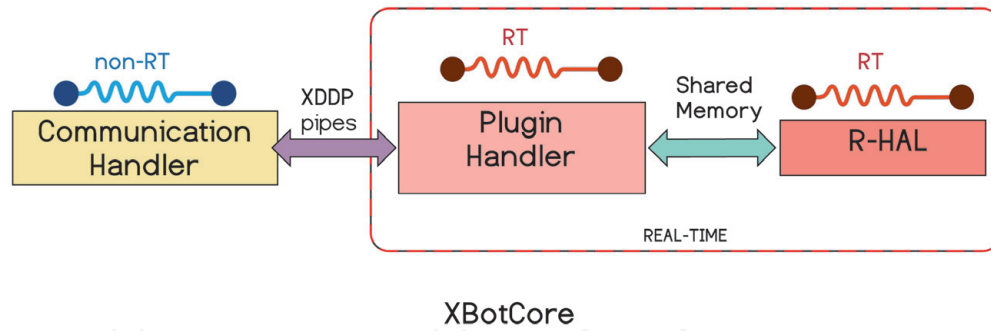 non-RT
Communication
Handler
XDDP
pipes
RT
Plugin
Handler
Shared
Memory
RT
R-HAL
REAL-TIME
XBotCore